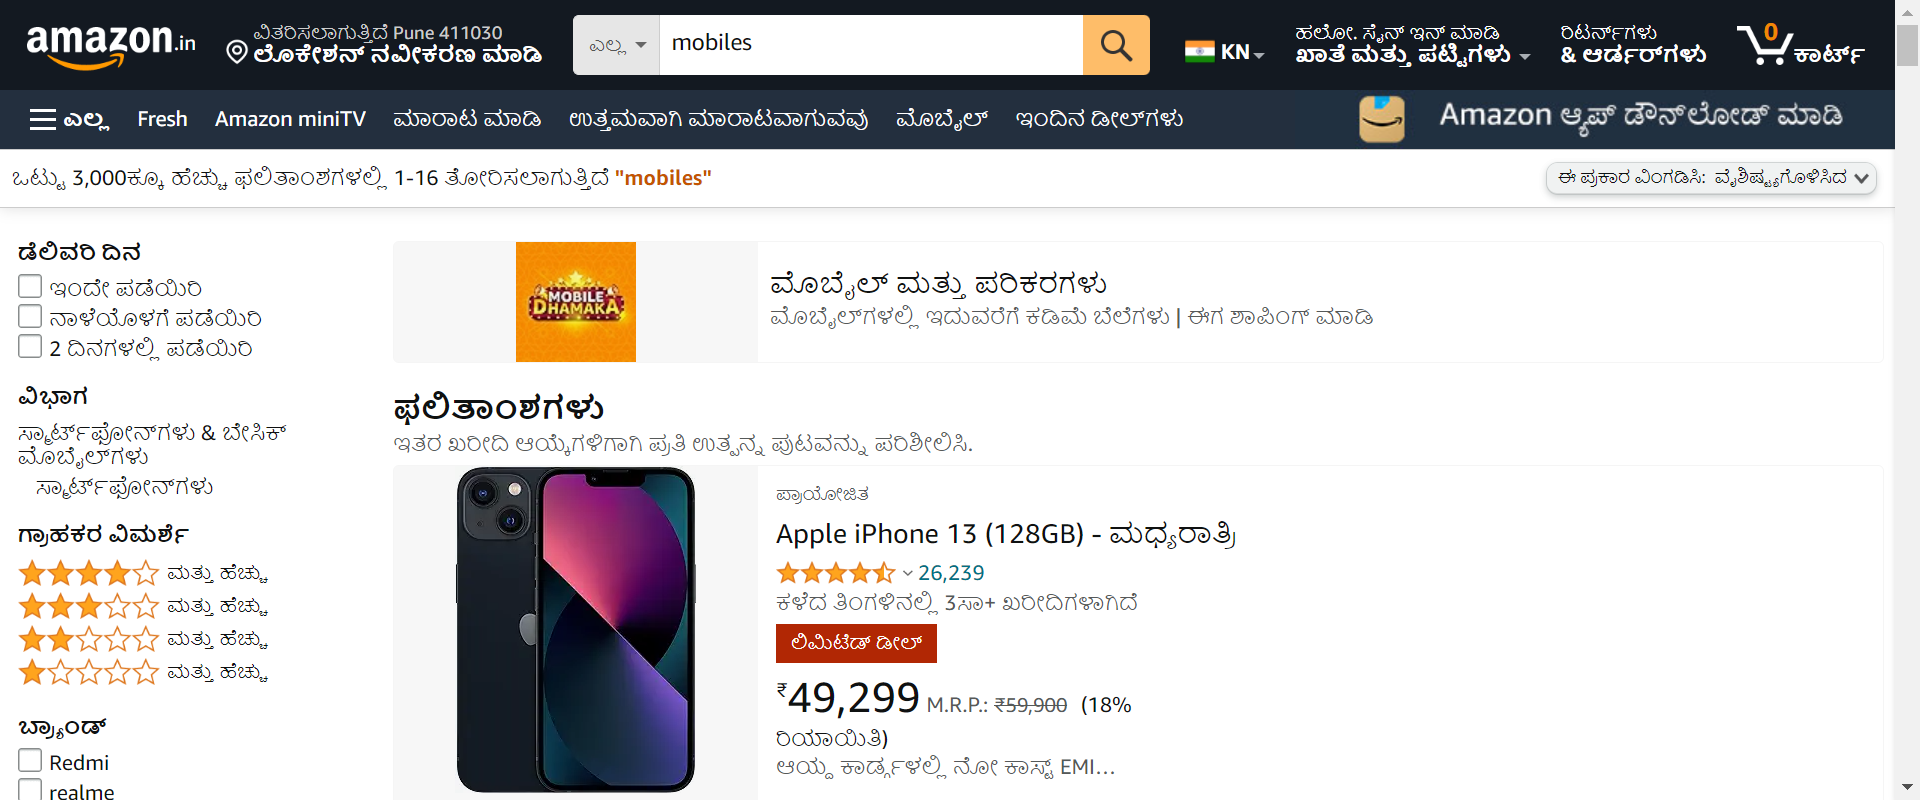 amazon.in
ವಿತರಿಸಲಾಗುತ್ತಿದೆ Pune 411030
ಲೊಕೇಶನ್ ನವೀಕರಣ ಮಾಡಿ
ಎಲ್ಲ
mobiles
KN
ಹಲೋ. ಸೈನ್ ಇನ್ ಮಾಡಿ
ಖಾತೆ ಮತ್ತು ಪಟ್ಟಿಗಳು
ರಿಟರ್ನ್‌ಗಳು
& ಆರ್ಡರ್‌ಗಳು
0
ಕಾರ್ಟ್
ಎಲ್ಲ Fresh Amazon miniTV ಮಾರಾಟ ಮಾಡಿ ಉತ್ತಮವಾಗಿ ಮಾರಾಟವಾಗುವವು ಮೊಬೈಲ್ ಇಂದಿನ ಡೀಲ್‌ಗಳು
Amazon ಆ್ಯಪ್ ಡೌನ್‌ಲೋಡ್ ಮಾಡಿ
ಒಟ್ಟು 3,000ಕ್ಕೂ ಹೆಚ್ಚು ಫಲಿತಾಂಶಗಳಲ್ಲಿ 1-16 ತೋರಿಸಲಾಗುತ್ತಿದೆ "mobiles"
ಈ ಪ್ರಕಾರ ವಿಂಗಡಿಸಿ: ವೈಶಿಷ್ಟ್ಯಗೊಳಿಸಿದ
ಡೆಲಿವರಿ ದಿನ
ಇಂದೇ ಪಡೆಯಿರಿ
ನಾಳೆಯೊಳಗೆ ಪಡೆಯಿರಿ
2 ದಿನಗಳಲ್ಲಿ ಪಡೆಯಿರಿ
ವಿಭಾಗ
ಸ್ಮಾರ್ಟ್‌ಫೋನ್‌ಗಳು & ಬೇಸಿಕ್
ಮೊಬೈಲ್‌ಗಳು
ಸ್ಮಾರ್ಟ್‌ಫೋನ್‌ಗಳು
ಗ್ರಾಹಕರ ವಿಮರ್ಶೆ
ಮತ್ತು ಹೆಚ್ಚು
ಮತ್ತು ಹೆಚ್ಚು
ಮತ್ತು ಹೆಚ್ಚು
ಮತ್ತು ಹೆಚ್ಚು
ಬ್ರ್ಯಾಂಡ್
Redmi
realme
MOBILE
DHAMAKA
ಮೊಬೈಲ್ ಮತ್ತು ಪರಿಕರಗಳು
ಮೊಬೈಲ್‌ಗಳಲ್ಲಿ ಇದುವರೆಗೆ ಕಡಿಮೆ ಬೆಲೆಗಳು | ಈಗ ಶಾಪಿಂಗ್ ಮಾಡಿ
ಫಲಿತಾಂಶಗಳು
ಇತರ ಖರೀದಿ ಆಯ್ಕೆಗಳಿಗಾಗಿ ಪ್ರತಿ ಉತ್ಪನ್ನ ಪುಟವನ್ನು ಪರಿಶೀಲಿಸಿ.
ಪ್ರಾಯೋಜಿತ
Apple iPhone 13 (128GB) - ಮಧ್ಯರಾತ್ರಿ
26,239
ಕಳೆದ ತಿಂಗಳಿನಲ್ಲಿ 3ಸಾ+ ಖರೀದಿಗಳಾಗಿದೆ
ಲಿಮಿಟೆಡ್ ಡೀಲ್
₹49,299 M.R.P.: ₹59,900 (18%
ರಿಯಾಯಿತಿ)
ಆಯ್ದ ಕಾರ್ಡ್ಗಳಲ್ಲಿ ನೋ ಕಾಸ್ಟ್ EMI…